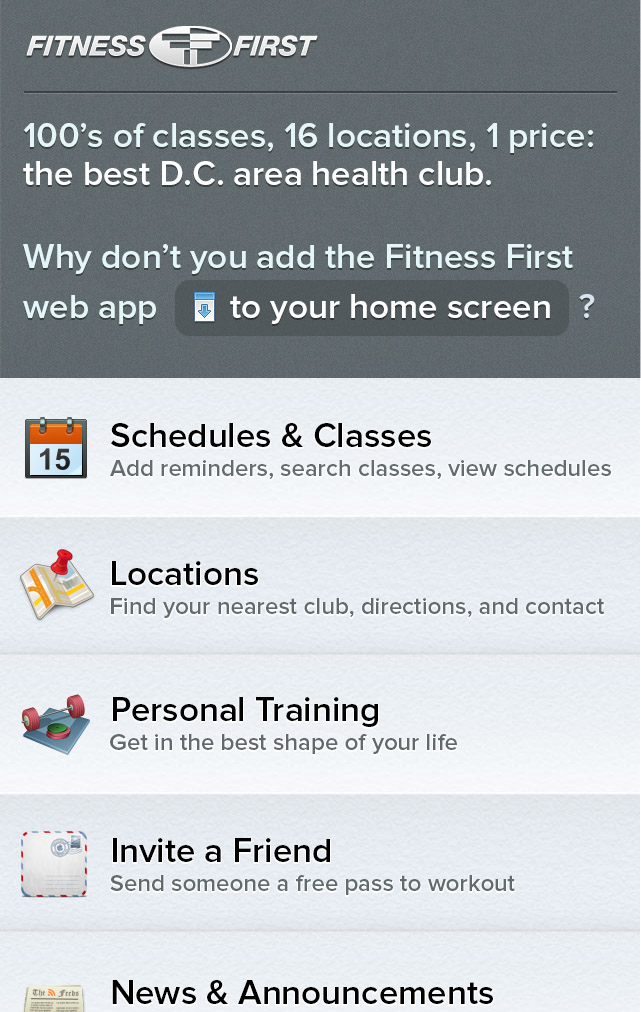 FITNESS FIRST
100’s of classes, 16 locations, 1 price:
the best D.C. area health club.
Why don’t you add the Fitness First
web app to your home screen ?
15
Schedules & Classes
Add reminders, search classes, view schedules
Locations
Find your nearest club, directions, and contact
Personal Training
Get in the best shape of your life
Invite a Friend
Send someone a free pass to workout
The Feeds
News & Announcements